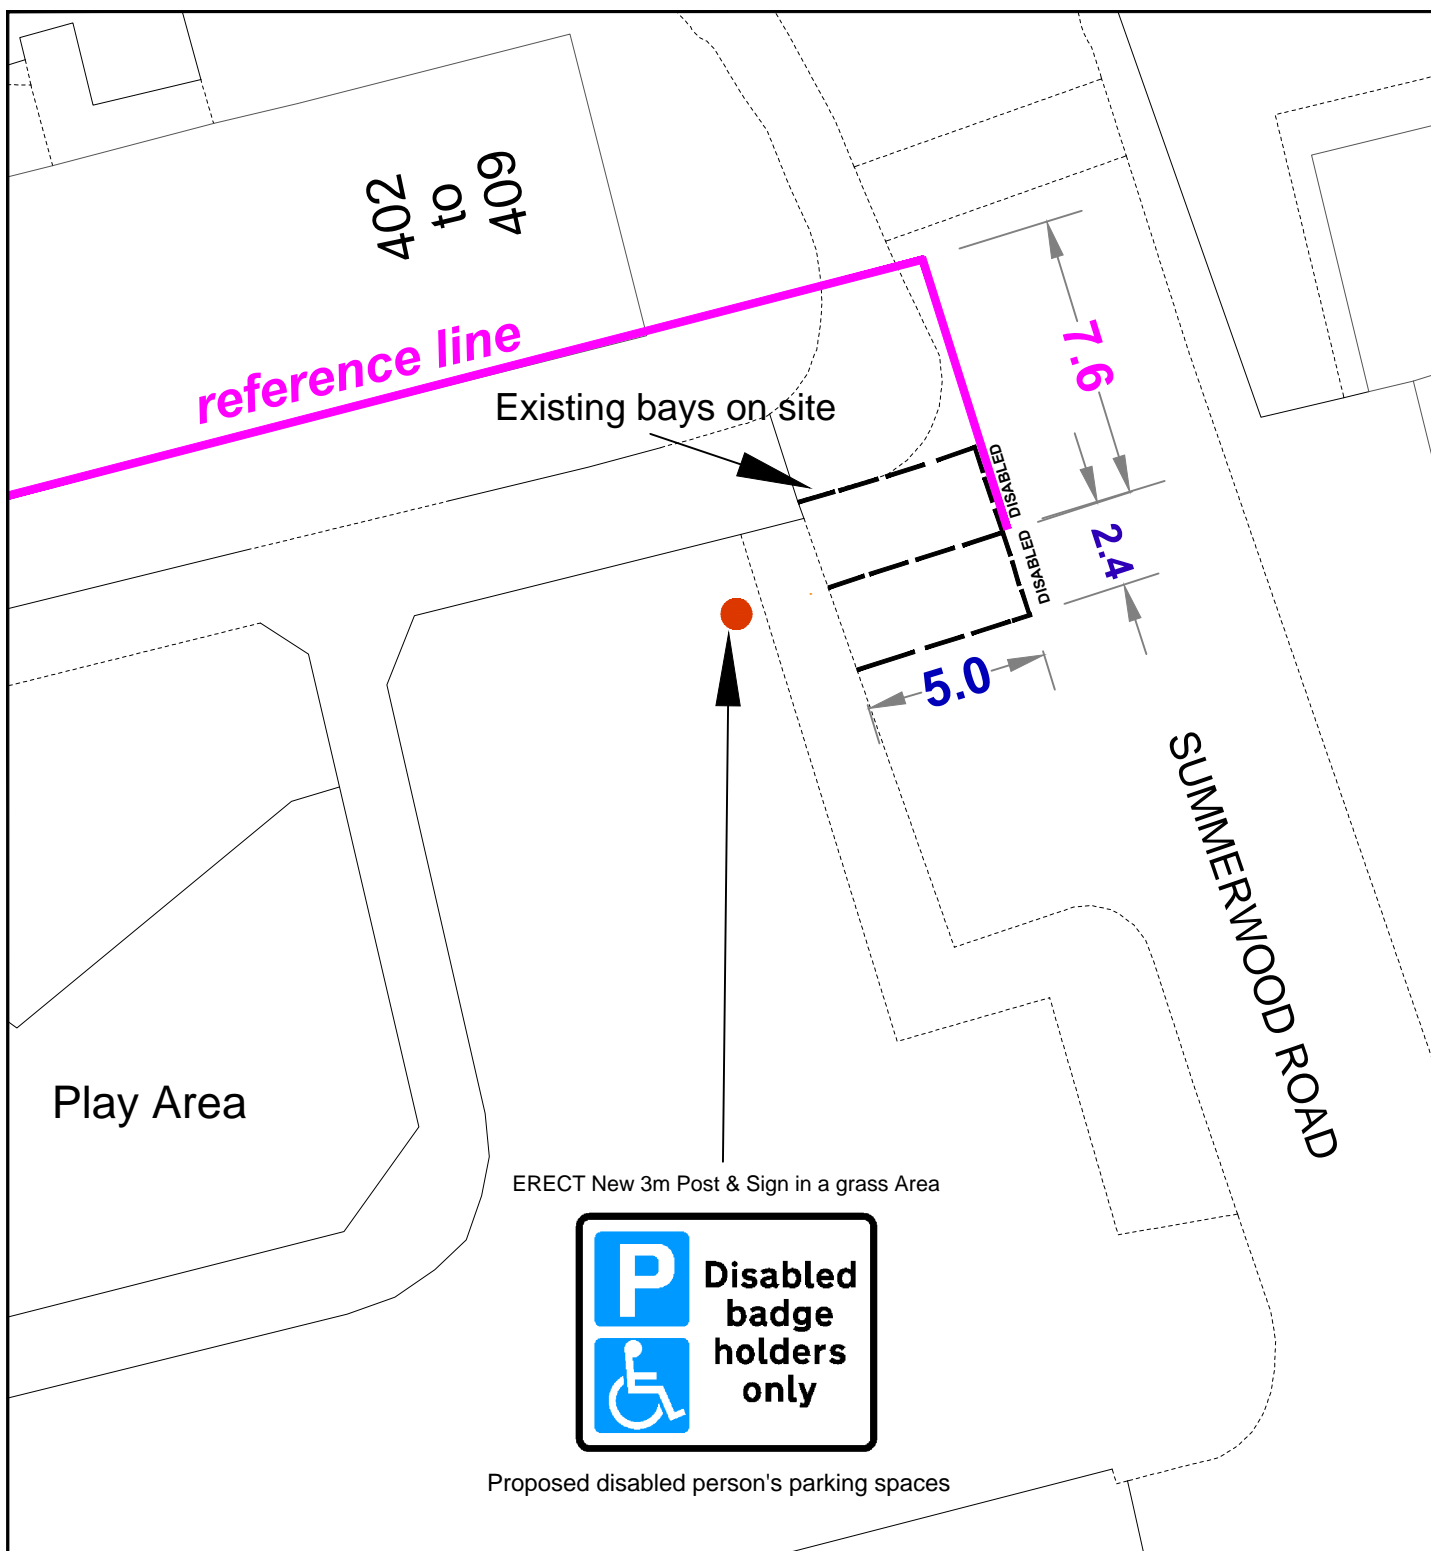 402
to
409
reference line
Existing bays on site
7.6
DISABLED
DISABLED
2.4
5.0
SUMMERWOOD ROAD
Play Area
ERECT New 3m Post & Sign in a grass Area
P
Disabled
badge
holders
only
Proposed disabled person's parking spaces